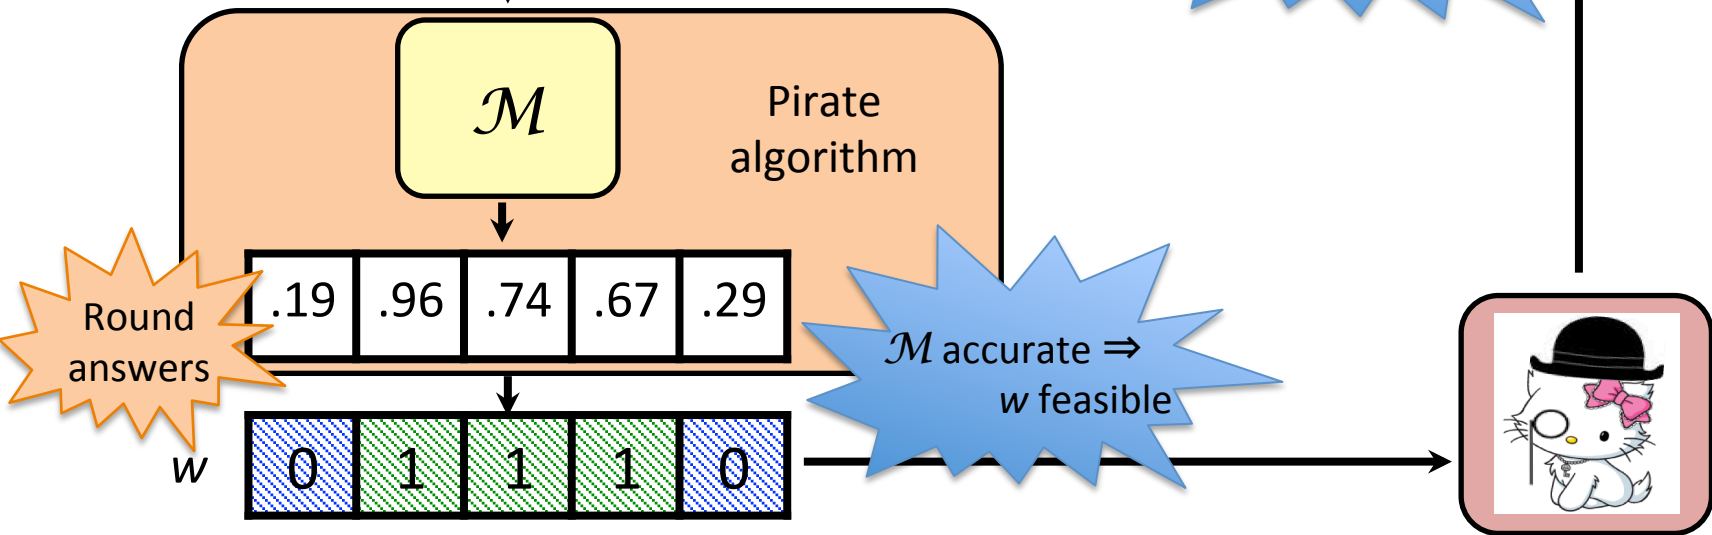 ℳ
Pirate
algorithm
.19 .96 .74 .67 .29
Round
answers
ℳ accurate ⇒
w feasible
w 0 1 1 1 0